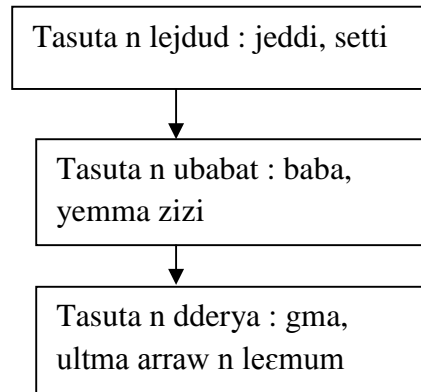 Tasuta n lejdud : jeddi, setti
Tasuta n ubabat : baba,
yemma zizi
Tasuta n dderya : gma,
ultma arraw n leɛmum